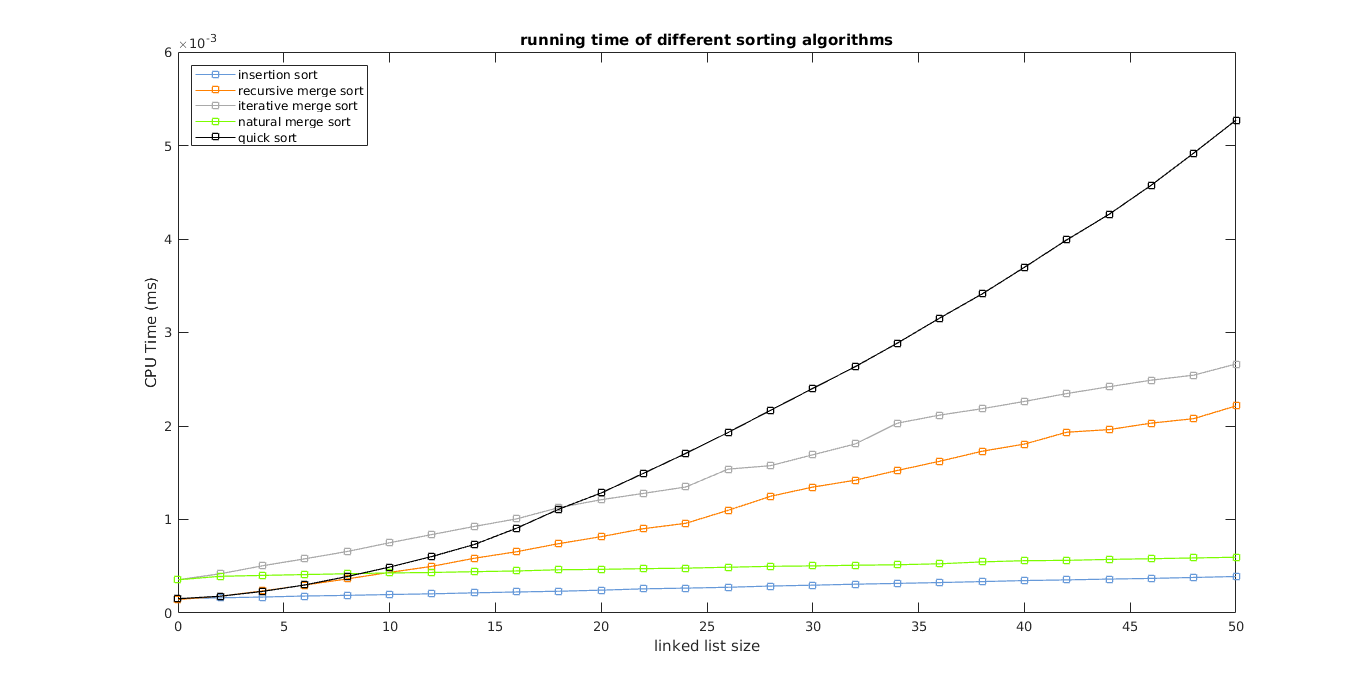 running time of different sorting algorithms
×10-3
6
5
4
3
2
1
0
CPU Time (ms)
insertion sort
recursive merge sort
iterative merge sort
natural merge sort
quick sort
0 5 10 15 20 25 30 35 40 45 50
linked list size